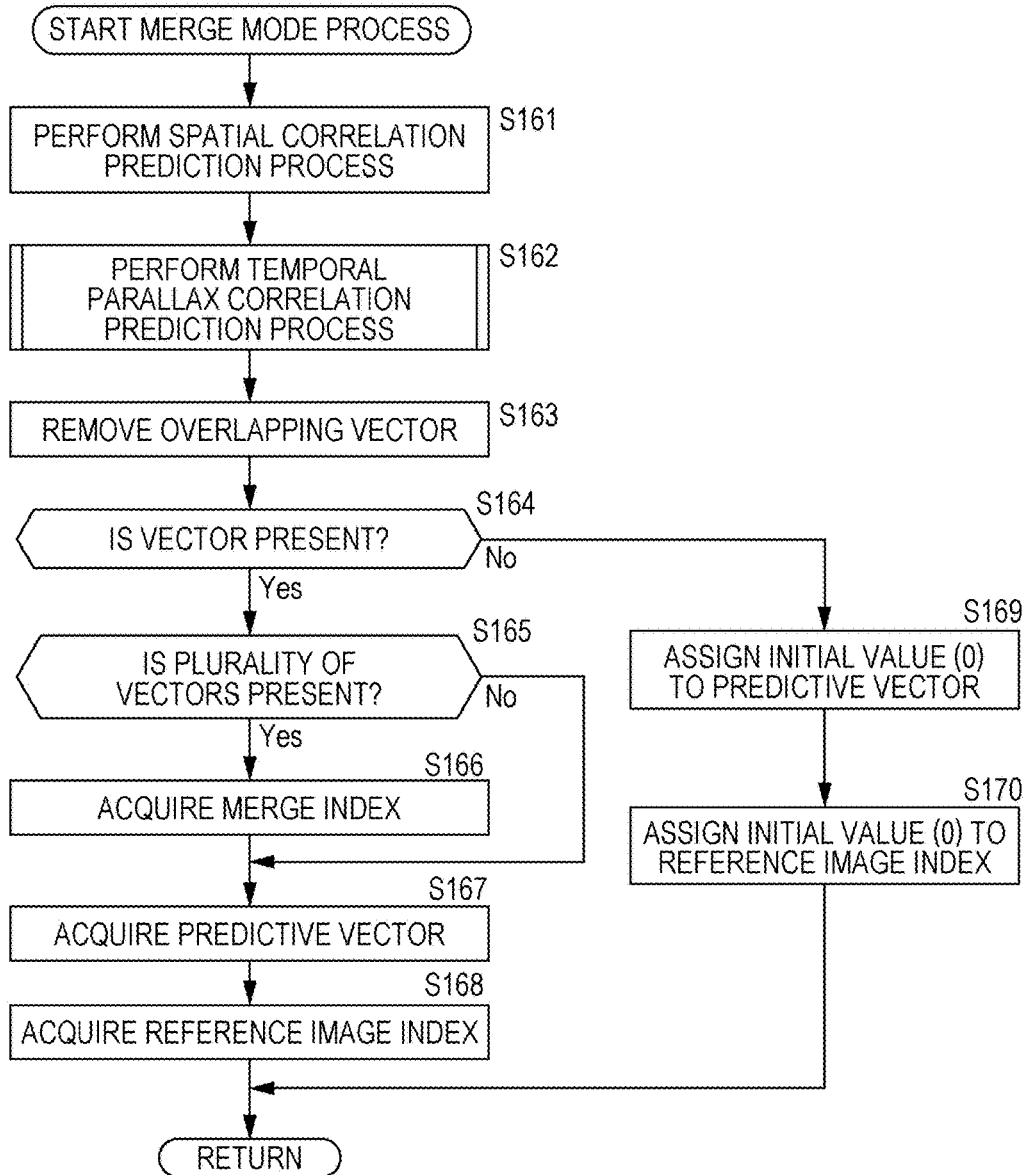 START MERGE MODE PROCESS
S161
PERFORM SPATIAL CORRELATION
PREDICTION PROCESS
S162
PERFORM TEMPORAL
PARALLAX CORRELATION
PREDICTION PROCESS
S163
REMOVE OVERLAPPING VECTOR
S164
IS VECTOR PRESENT?
No
Yes
S165
IS PLURALITY OF
VECTORS PRESENT?
No
Yes
S166
ACQUIRE MERGE INDEX
S167
ACQUIRE PREDICTIVE VECTOR
S168
ACQUIRE REFERENCE IMAGE INDEX
S169
ASSIGN INITIAL VALUE (0)
TO PREDICTIVE VECTOR
S170
ASSIGN INITIAL VALUE (0) TO
REFERENCE IMAGE INDEX
RETURN